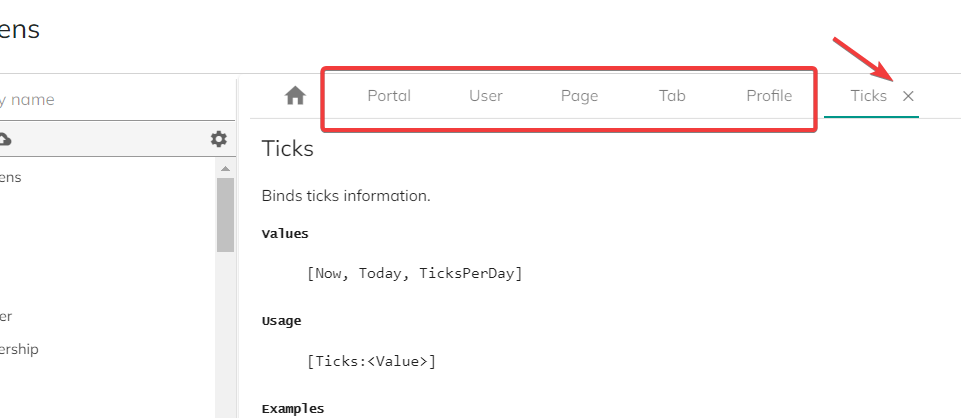 ens
y name
Portal User Page Tab Profile Ticks
ens
er
ership
Ticks
Binds ticks information.
Values
[Now, Today, TicksPerDay]
Usage
[Ticks:<Value>]
Examples